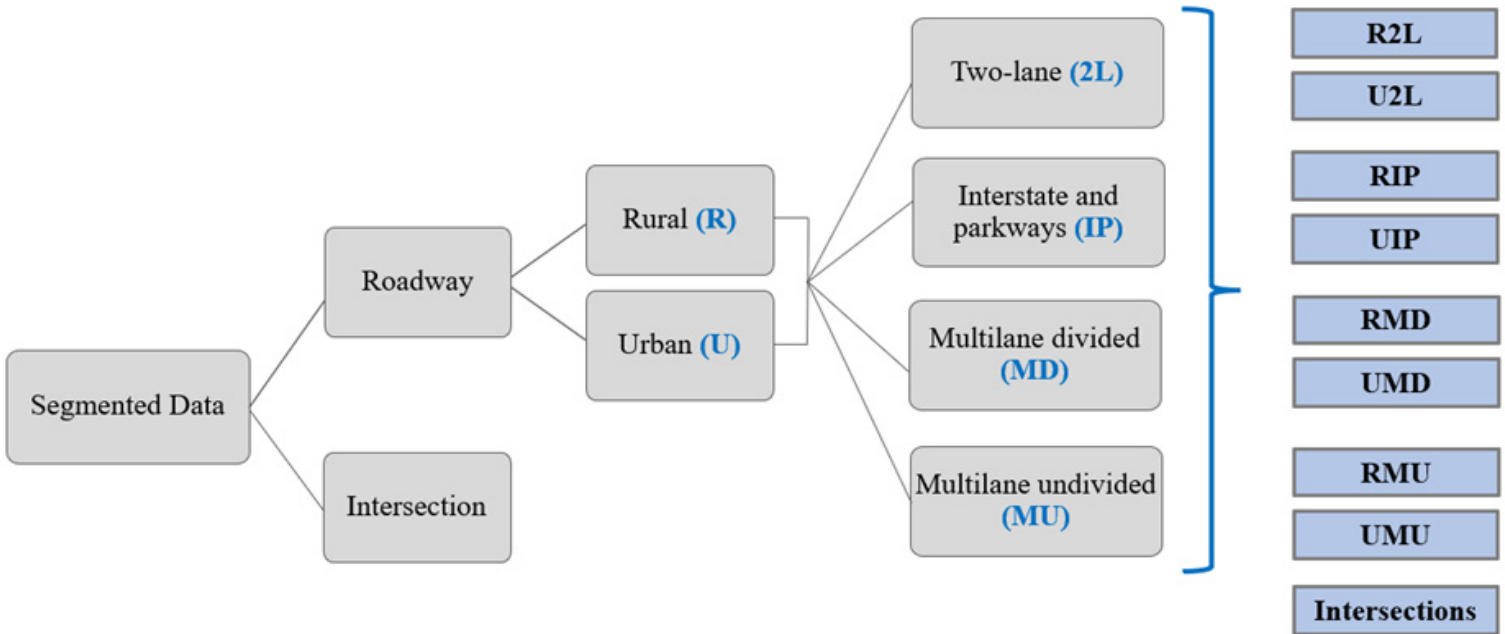 Segmented Data
Roadway
Intersection
Rural (R)
Urban (U)
Two-lane (2L)
Interstate and
parkways (IP)
Multilane divided
(MD)
Multilane undivided
(MU)
R2L
U2L
RIP
UIP
RMD
UMD
RMU
UMU
Intersections